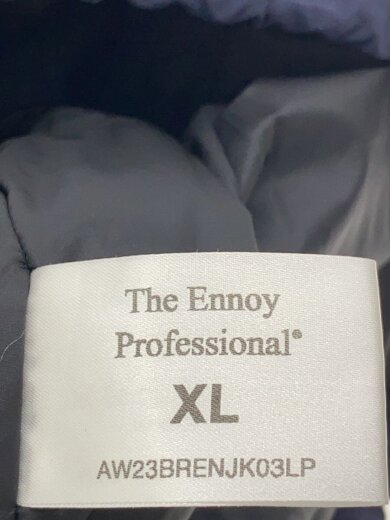 The Ennoy
Professional®
XL
AW23BRENJK03LP